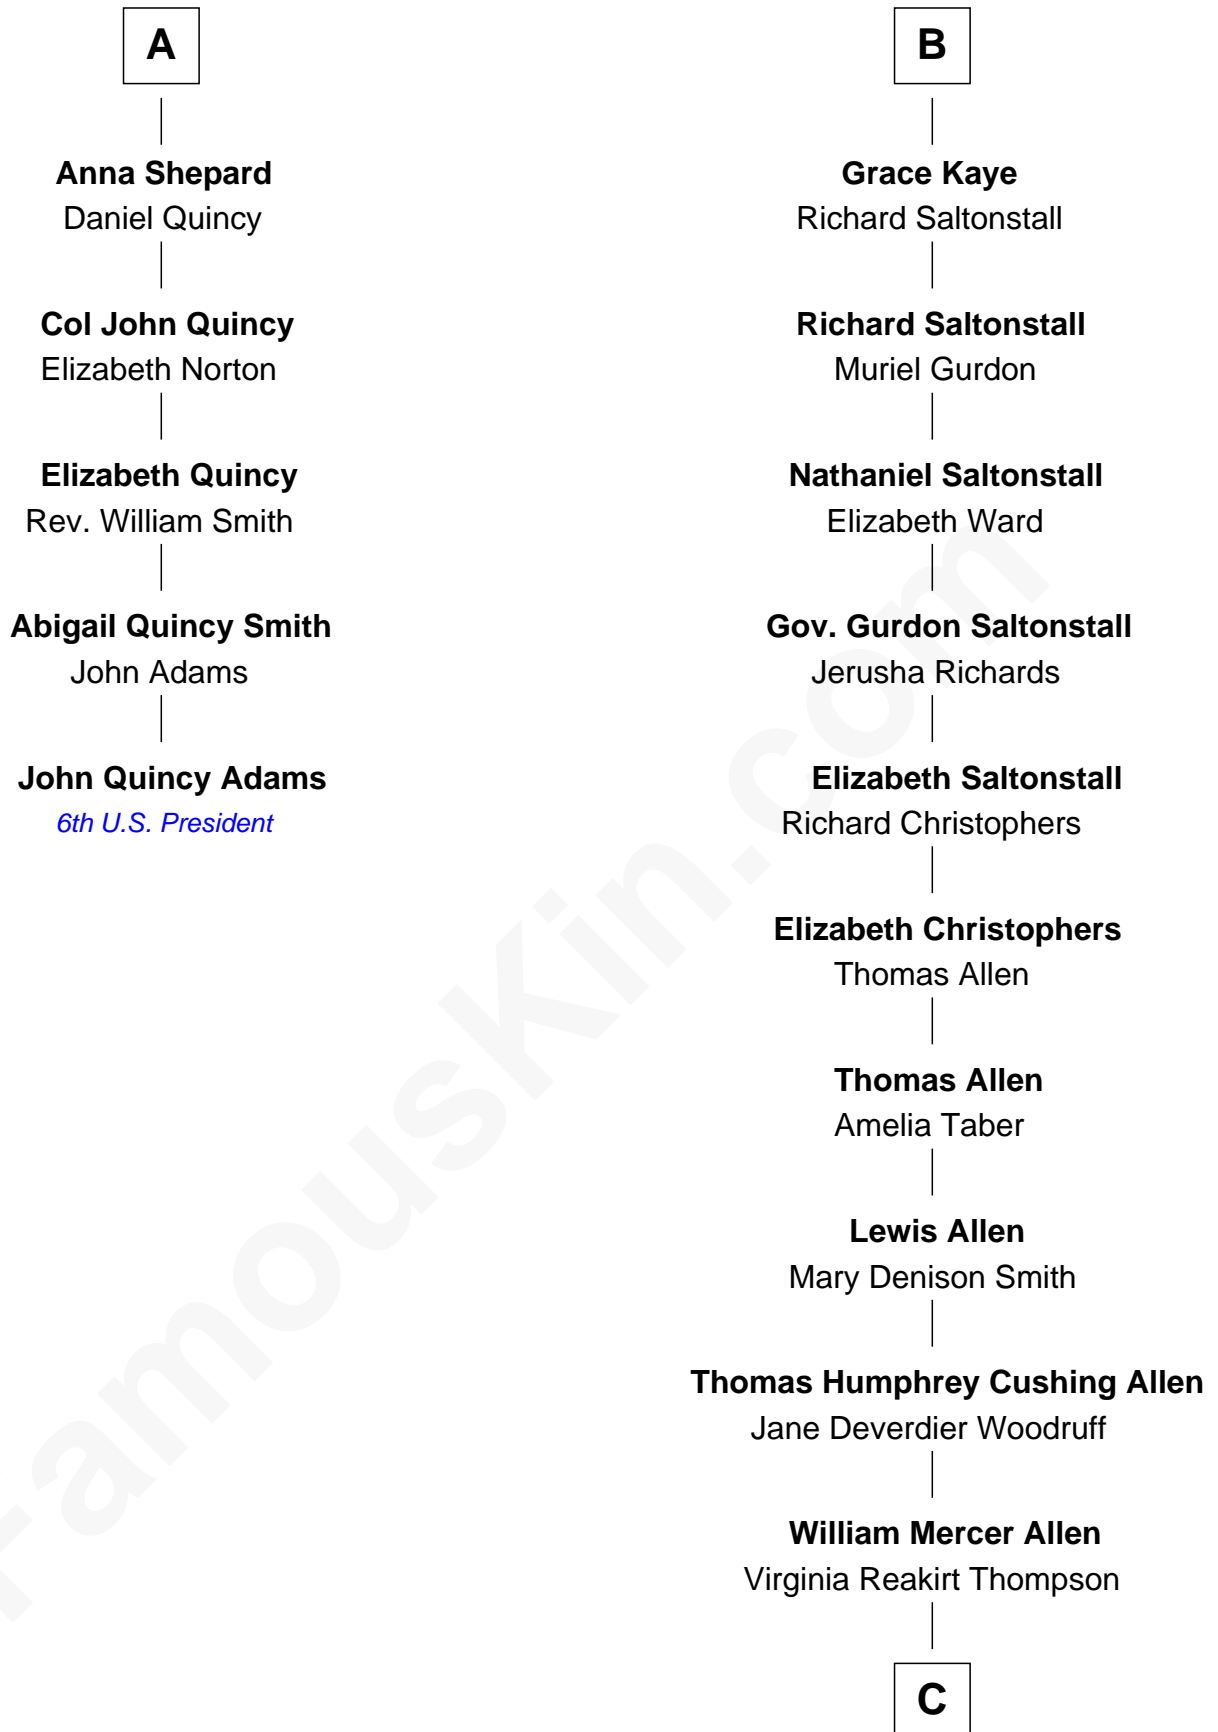 A
Anna Shepard
Daniel Quincy
Col John Quincy
Elizabeth Norton
Elizabeth Quincy
Rev. William Smith
Abigail Quincy Smith
John Adams
John Quincy Adams
6th U.S. President
B
Grace Kaye
Richard Saltonstall
Richard Saltonstall
Muriel Gurdon
Nathaniel Saltonstall
Elizabeth Ward
Gov. Gurdon Saltonstall
Jerusha Richards
Elizabeth Saltonstall
Richard Christophers
Elizabeth Christophers
Thomas Allen
Thomas Allen
Amelia Taber
Lewis Allen
Mary Denison Smith
Thomas Humphrey Cushing Allen
Jane Deverdier Woodruff
William Mercer Allen
Virginia Reakirt Thompson
C
FamousKin.com